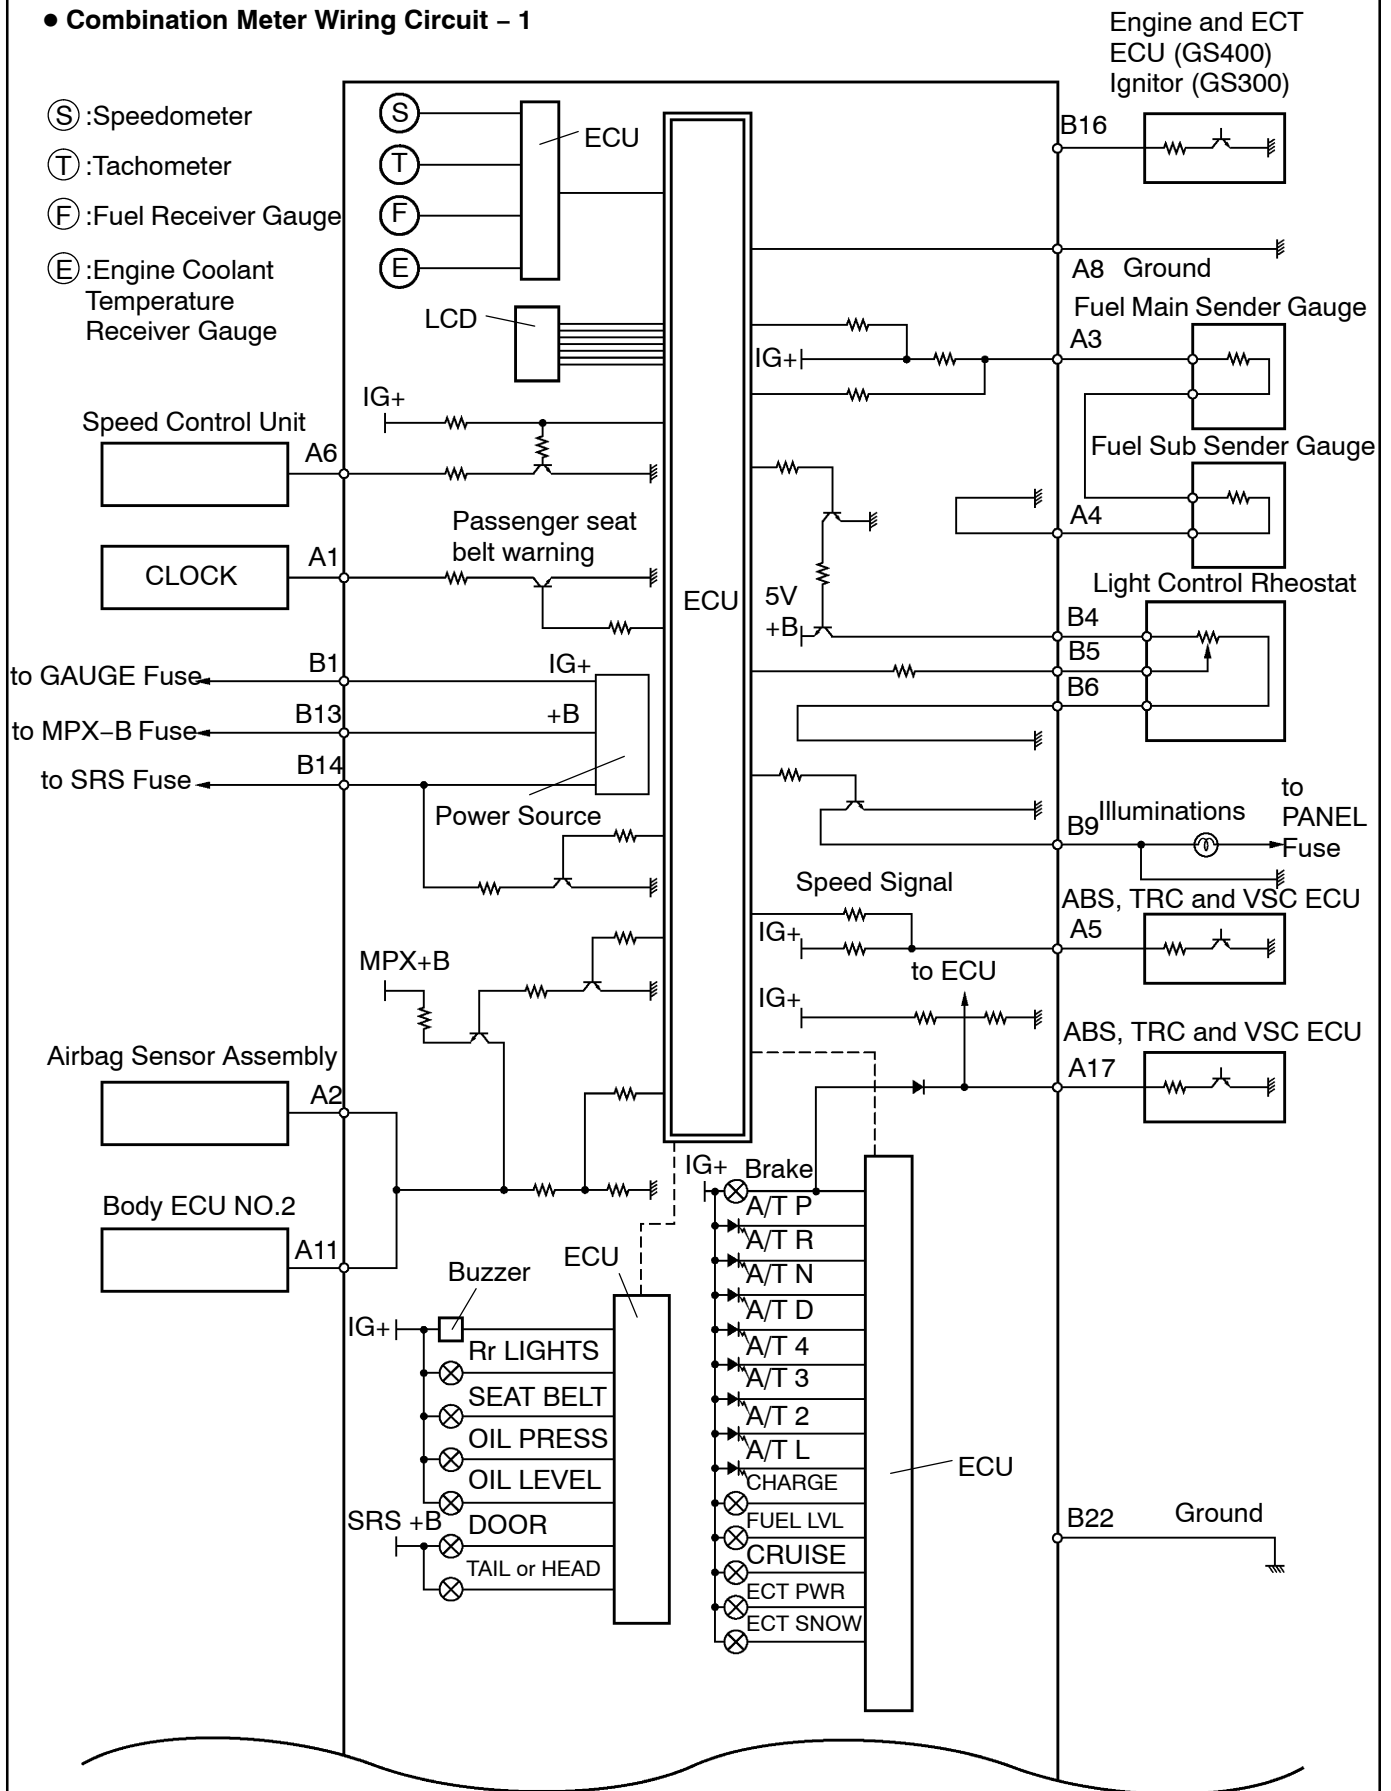 ● Combination Meter Wiring Circuit – 1
Engine and ECT
ECU (GS400)
Ignitor (GS300)
S :Speedometer
T :Tachometer
F :Fuel Receiver Gauge
E :Engine Coolant
Temperature
Receiver Gauge
S
T
F
E
ECU
LCD
B16
A8 Ground
Fuel Main Sender Gauge
A3
IG+
IG+
Speed Control Unit
A6
Fuel Sub Sender Gauge
A4
Passenger seat
belt warning
CLOCK
A1
ECU
Light Control Rheostat
5V
+B
B4
B5
B6
to GAUGE Fuse
B1
IG+
to MPX–B Fuse
B13
+B
to SRS Fuse
B14
Power Source
B9
Illuminations
to
PANEL
Fuse
Speed Signal
IG+
ABS, TRC and VSC ECU
A5
MPX+B
to ECU
IG+
ABS, TRC and VSC ECU
A17
Airbag Sensor Assembly
A2
Body ECU NO.2
A11
IG+
Brake
A/T P
A/T R
A/T N
A/T D
A/T 4
A/T 3
A/T 2
A/T L
CHARGE
FUEL LVL
CRUISE
ECT PWR
ECT SNOW
ECU
ECU
Buzzer
IG+
Rr LIGHTS
SEAT BELT
OIL PRESS
OIL LEVEL
SRS +B
DOOR
TAIL or HEAD
B22
Ground